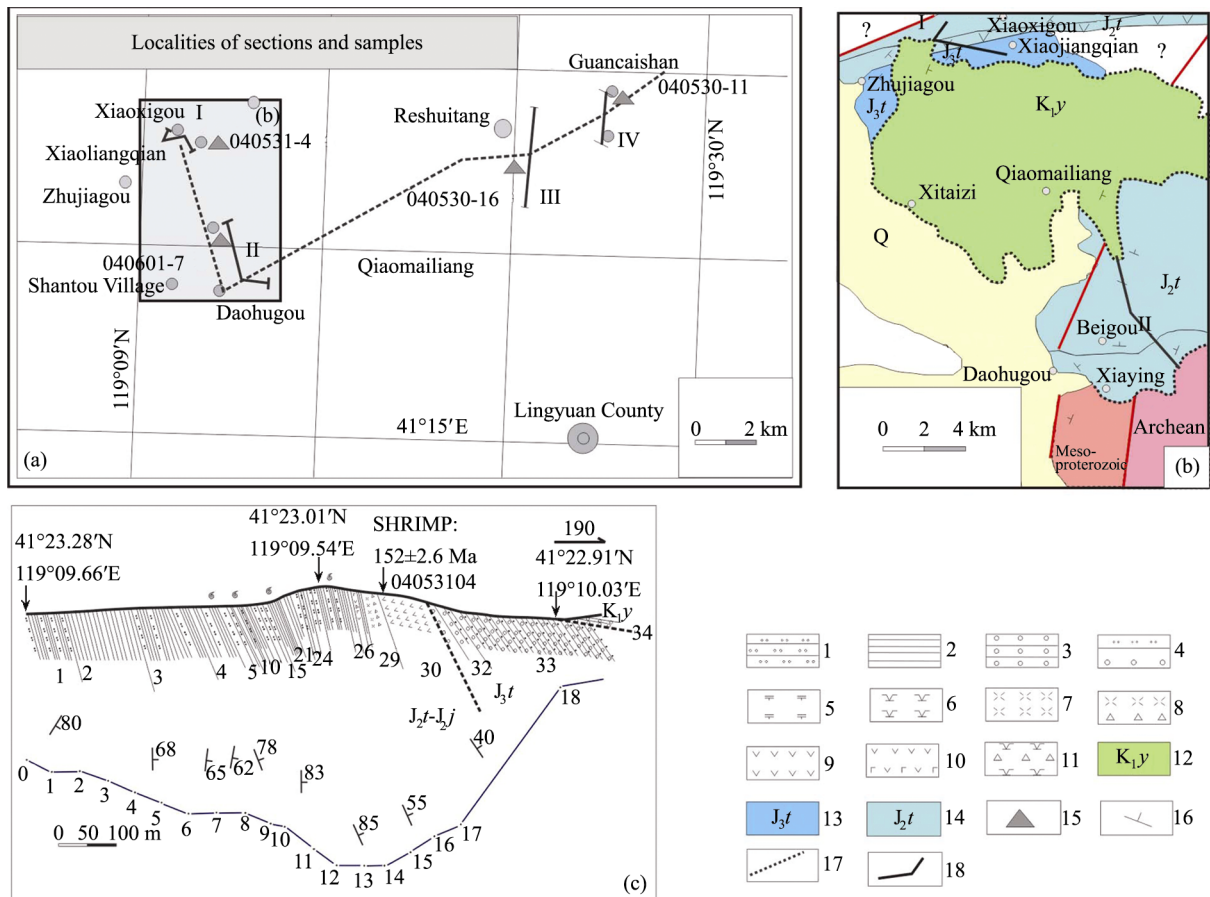 Localities of sections and samples
Guancaishan
040530-11
Xiaoxigou
I
(b)
040531-4
Xiaoliangqian
Zhujiagou
Reshuitang
IV
III
040530-16
119°30′N
II
040601-7
Shantou Village
Daohugou
Qiaomailiang
119°09′N
41°15′E
Lingyuan County
0 2 km
(a)
?
I
Xiaoxigou
J₂t
J₃t
Xiaojiangqian
?
Zhujiagou
J₃t
K₁y
Qiaomailiang
Xitaizi
Q
J₂t
Beigou
II
Daohugou
Xiaying
0 2 4 km
Meso-
proterozoic
Archean
(b)
41°23.28′N
119°09.66′E
41°23.01′N
119°09.54′E
SHRIMP:
152±2.6 Ma
04053104
190
41°22.91′N
119°10.03′E
K₁y
34
1 2 3 4 5 10 15 21 24 26 29 30 32 33
J₃t
J₂t-J₂j
18
80
68
65
62
78
83
85
55
40
0 1 2 3 4 5 6 7 8 9 10 11 12 13 14 15 16 17
0 50 100 m
(c)
1
2
3
4
5
6
7
8
9
10
11
K₁y 12
J₃t 13
J₂t 14
15
16
17
18